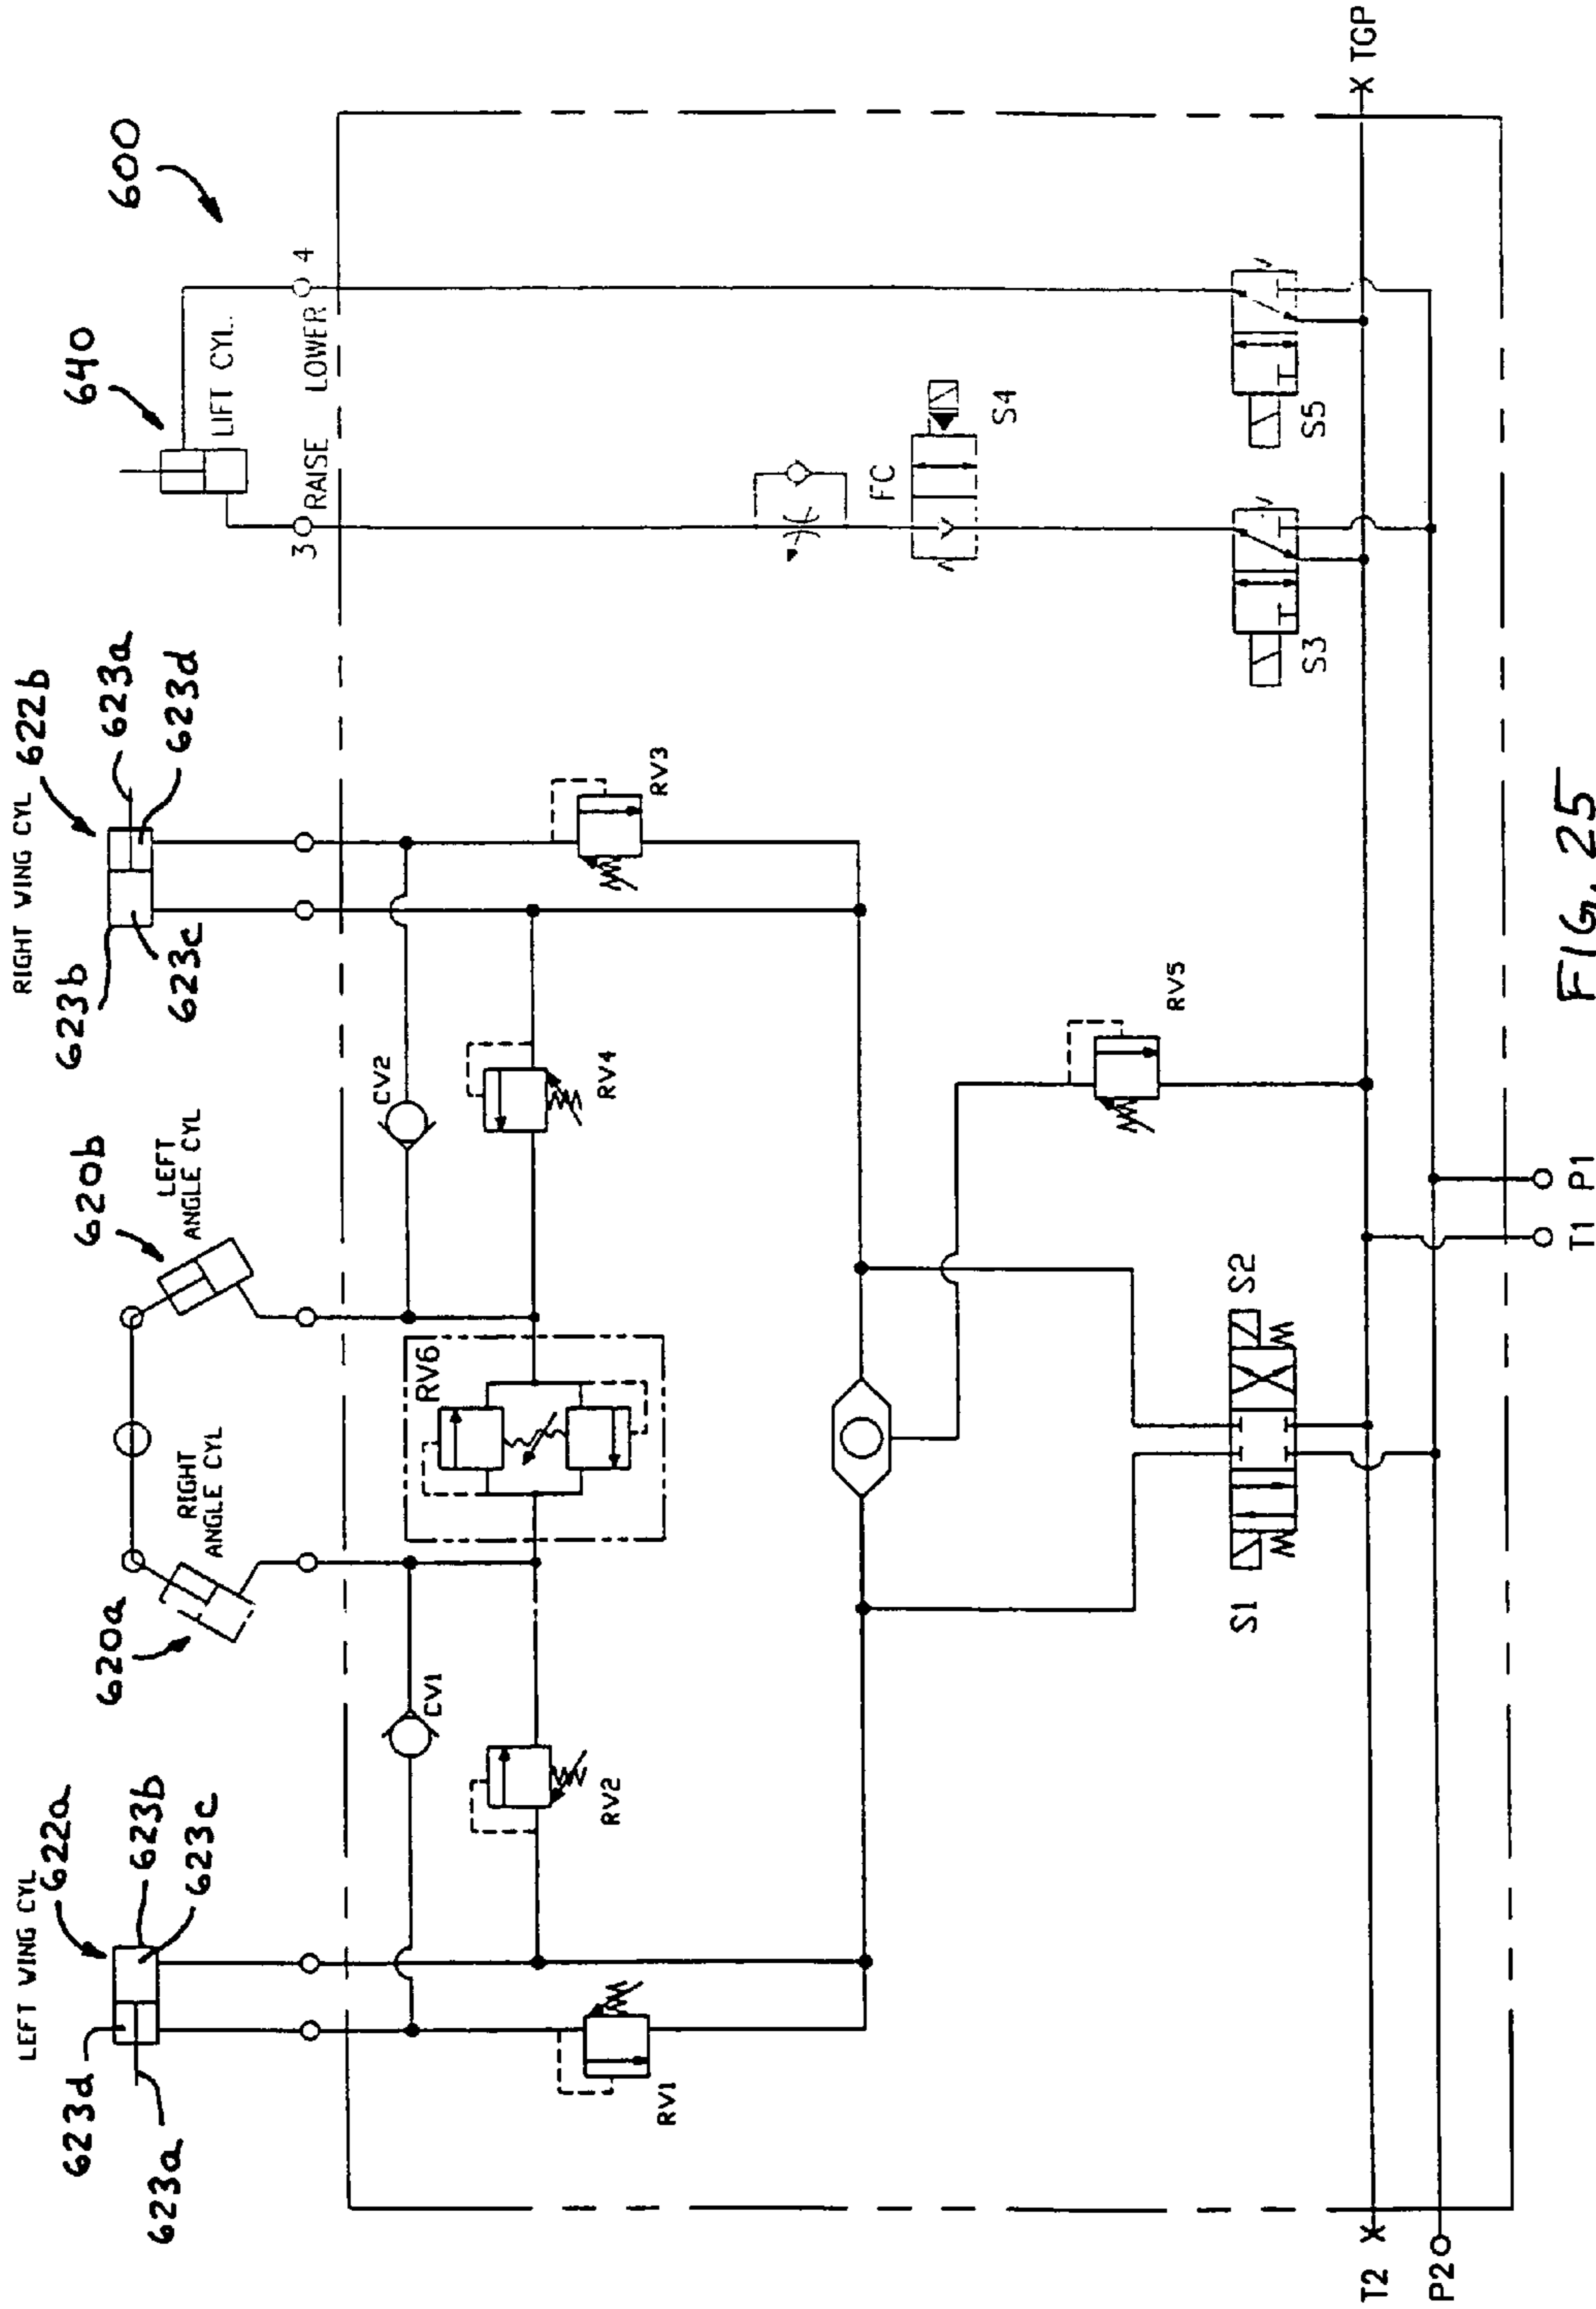 600
640
LIFT CYL.
3 RAISE
LOWER 4
RIGHT WING CYL 622b
623a
623d
623b
623c
620b
LEFT
ANGLE CYL
RIGHT
ANGLE CYL
620a
LEFT WING CYL
622a
623b
623c
623d
623a
CV2
RV4
RV3
RV6
CV1
RV2
RV1
RV5
FC
S4
S5
S3
S2
S1
TGP
T2
P2
T1
P1
FIG. 25